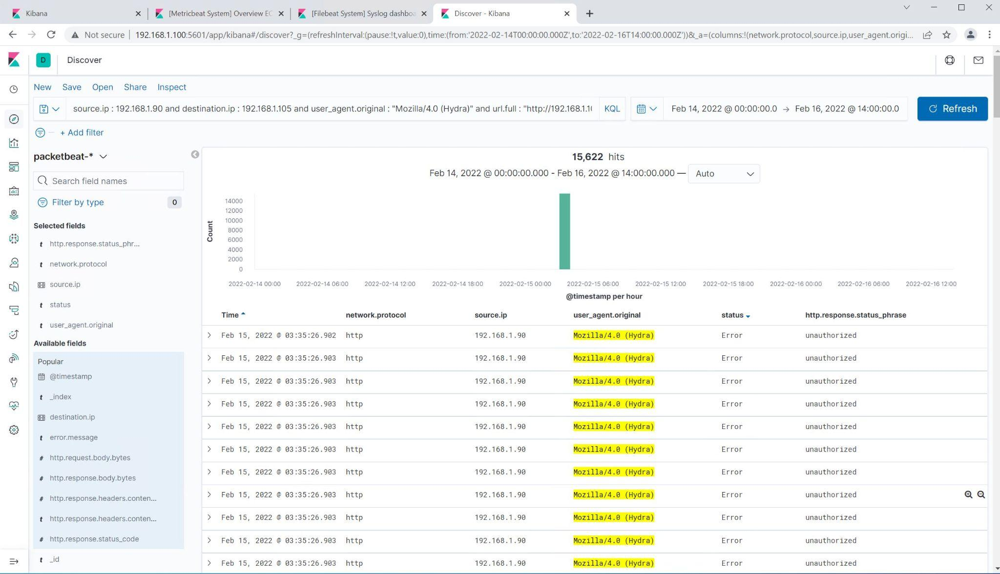 Kibana
[Metricbeat System] Overview EC
[Filebeat System] Syslog dashboa
Discover - Kibana
Not secure
192.168.1.100:5601/app/kibana#/discover?_g=(refreshInterval:(pause:!t,value:0),time:(from:'2022-02-14T00:00:00.000Z',to:'2022-02-16T14:00:00.000Z'))&_a=(columns:!(network.protocol,source.ip,user_agent.origi...
D
Discover
New Save Open Share Inspect
source.ip : 192.168.1.90 and destination.ip : 192.168.1.105 and user_agent.original : "Mozilla/4.0 (Hydra)" and url.full : "http://192.168.1.10
KQL
Feb 14, 2022 @ 00:00:00.0 → Feb 16, 2022 @ 14:00:00.0
Refresh
+ Add filter
packetbeat-*
Search field names
Filter by type 0
Selected fields
t http.response.status_phr...
t network.protocol
source.ip
t status
t user_agent.original
Available fields
Popular
@timestamp
t _index
destination.ip
t error.message
# http.request.body.bytes
# http.response.body.bytes
# http.response.headers.conten...
t http.response.headers.conten...
# http.response.status_code
t _id
15,622 hits
Feb 14, 2022 @ 00:00:00.000 - Feb 16, 2022 @ 14:00:00.000 — Auto
Count
14000
12000
10000
8000
6000
4000
2000
0
2022-02-14 00:00 2022-02-14 06:00 2022-02-14 12:00 2022-02-14 18:00 2022-02-15 00:00 2022-02-15 06:00 2022-02-15 12:00 2022-02-15 18:00 2022-02-16 00:00 2022-02-16 06:00 2022-02-16 12:00
@timestamp per hour
Time network.protocol source.ip user_agent.original status http.response.status_phrase
Feb 15, 2022 @ 03:35:26.902 http 192.168.1.90 Mozilla/4.0 (Hydra) Error unauthorized
Feb 15, 2022 @ 03:35:26.903 http 192.168.1.90 Mozilla/4.0 (Hydra) Error unauthorized
Feb 15, 2022 @ 03:35:26.903 http 192.168.1.90 Mozilla/4.0 (Hydra) Error unauthorized
Feb 15, 2022 @ 03:35:26.903 http 192.168.1.90 Mozilla/4.0 (Hydra) Error unauthorized
Feb 15, 2022 @ 03:35:26.903 http 192.168.1.90 Mozilla/4.0 (Hydra) Error unauthorized
Feb 15, 2022 @ 03:35:26.903 http 192.168.1.90 Mozilla/4.0 (Hydra) Error unauthorized
Feb 15, 2022 @ 03:35:26.903 http 192.168.1.90 Mozilla/4.0 (Hydra) Error unauthorized
Feb 15, 2022 @ 03:35:26.903 http 192.168.1.90 Mozilla/4.0 (Hydra) Error unauthorized
Feb 15, 2022 @ 03:35:26.903 http 192.168.1.90 Mozilla/4.0 (Hydra) Error unauthorized
Feb 15, 2022 @ 03:35:26.903 http 192.168.1.90 Mozilla/4.0 (Hydra) Error unauthorized
Feb 15, 2022 @ 03:35:26.903 http 192.168.1.90 Mozilla/4.0 (Hydra) Error unauthorized